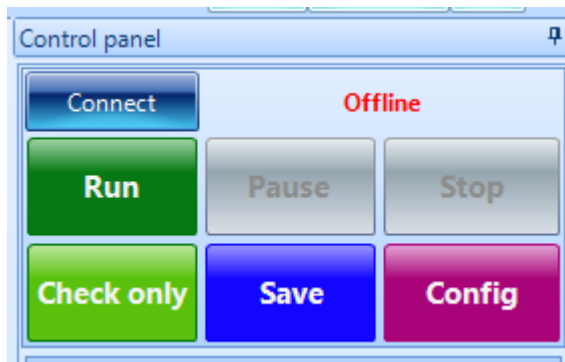 Control panel
Connect Offline
Run Pause Stop
Check only Save Config